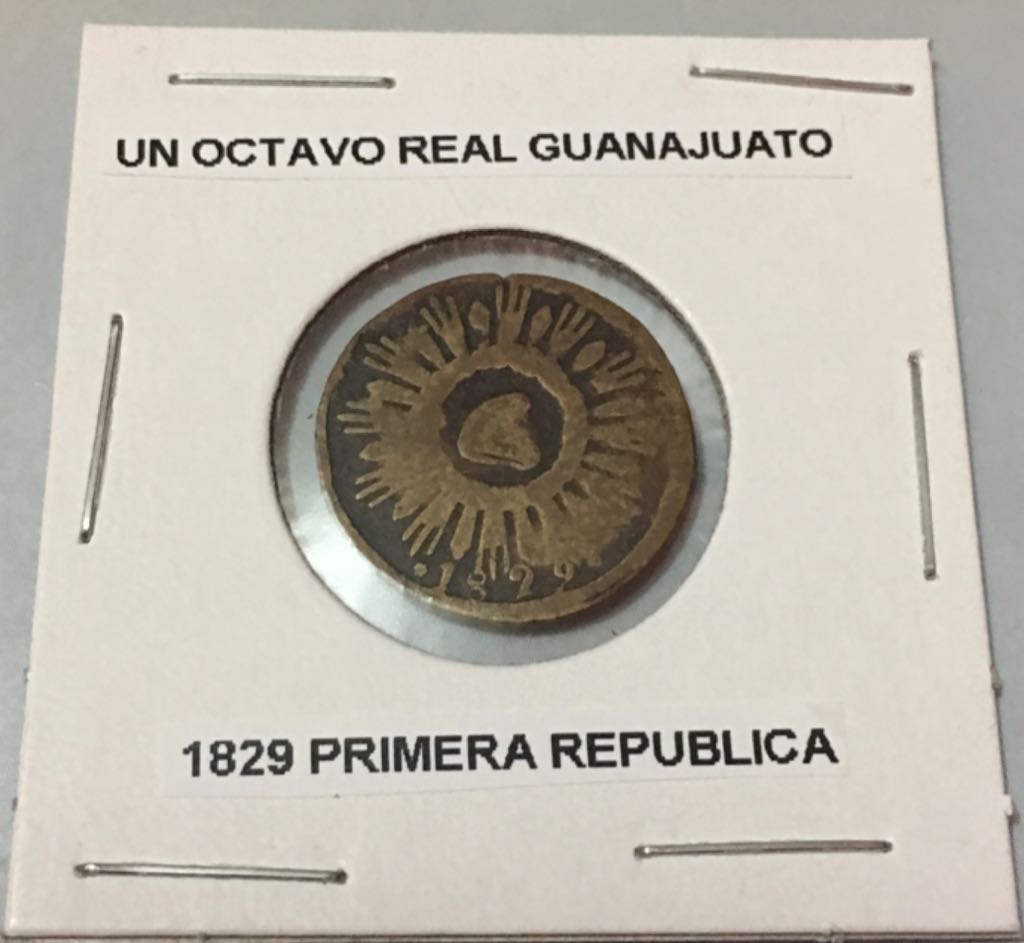 UN OCTAVO REAL GUANAJUATO
·1829·
1829 PRIMERA REPUBLICA